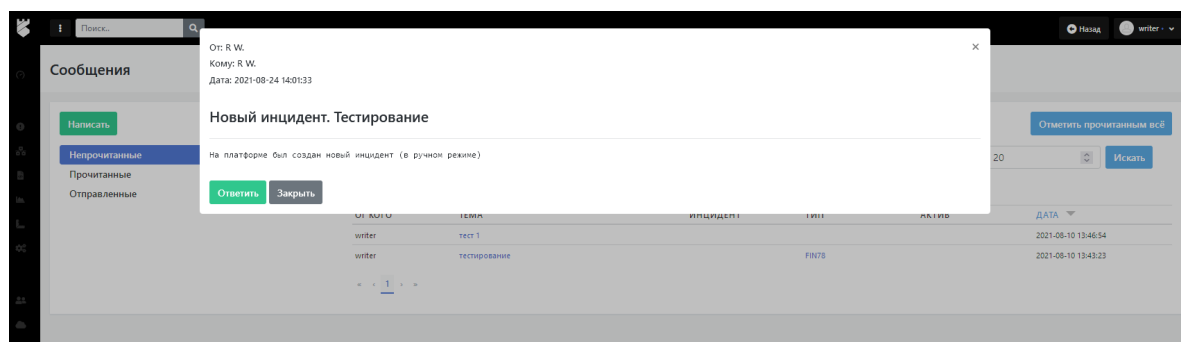 Поиск..
Назад
writer -
Сообщения
От: R W.
Кому: R W.
Дата: 2021-08-24 14:01:33
×
Новый инцидент. Тестирование
На платформе был создан новый инцидент (в ручном режиме)
Ответить Закрыть
Написать
Непрочитанные
Прочитанные
Отправленные
Отметить прочитанным всё
20
Искать
ОТ КОГО ТЕМА ИНЦИДЕНТ ТИП АКТИВ ДАТА
writer тест 1 2021-08-10 13:46:54
writer тестирование FIN78 2021-08-10 13:43:23
« ‹ 1 › »